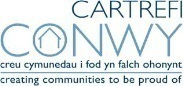 CARTREFI
CONWY
creu cymunedau i fod yn falch ohonynt
creating communities to be proud of